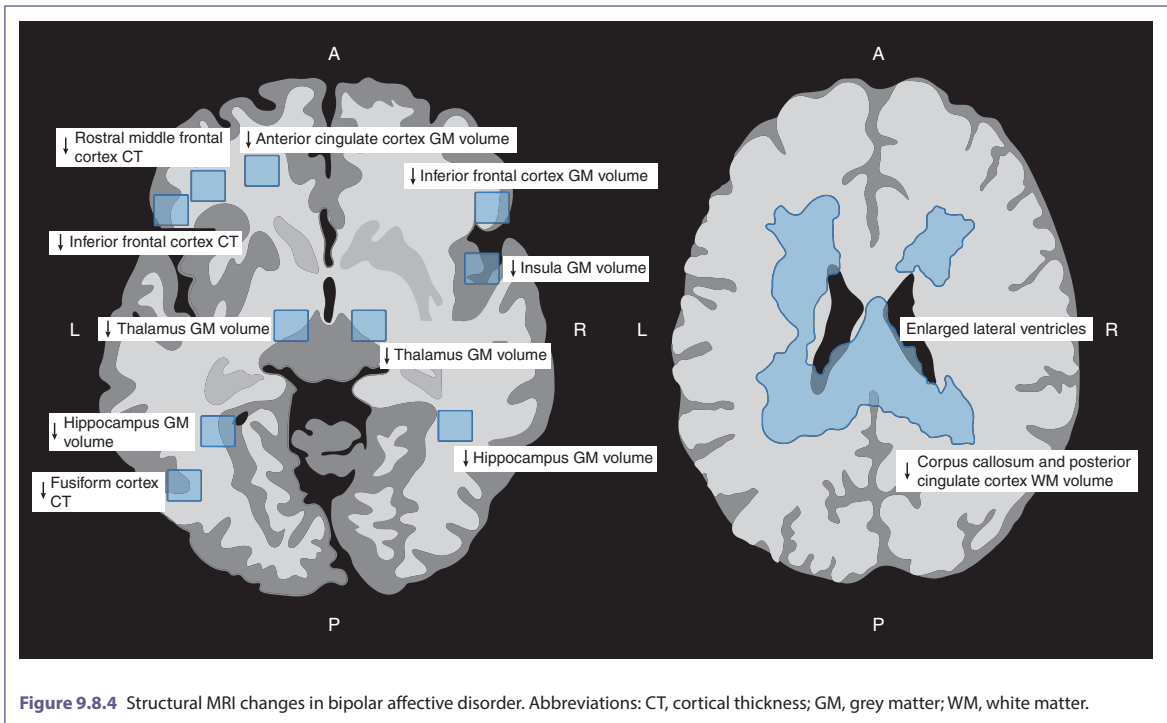 A
↓ Rostral middle frontal
cortex CT
↓ Anterior cingulate cortex GM volume
↓ Inferior frontal cortex GM volume
↓ Inferior frontal cortex CT
↓ Insula GM volume
L
R
↓ Thalamus GM volume
↓ Thalamus GM volume
↓ Hippocampus GM
volume
↓ Hippocampus GM volume
↓ Fusiform cortex
CT
P
A
L
R
Enlarged lateral ventricles
↓ Corpus callosum and posterior
cingulate cortex WM volume
P
Figure 9.8.4 Structural MRI changes in bipolar affective disorder. Abbreviations: CT, cortical thickness; GM, grey matter; WM, white matter.